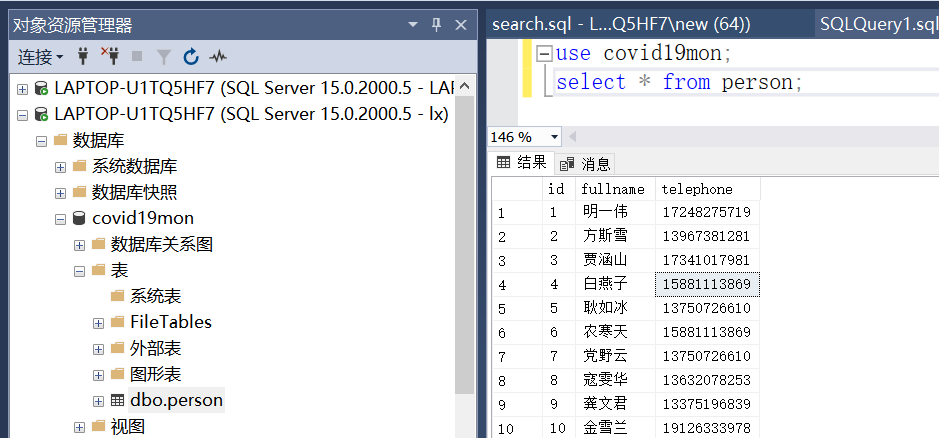 对象资源管理器
连接
LAPTOP-U1TQ5HF7 (SQL Server 15.0.2000.5 - LAF
LAPTOP-U1TQ5HF7 (SQL Server 15.0.2000.5 - lx)
数据库
系统数据库
数据库快照
covid19mon
数据库关系图
表
系统表
FileTables
外部表
图形表
dbo.person
视图
search.sql - L...Q5HF7\new (64)) SQLQuery1.sql
use covid19mon;
select * from person;
146 %
结果 消息
id fullname telephone
1 1 明一伟 17248275719
2 2 方斯雪 13967381281
3 3 贾涵山 17341017981
4 4 白燕子 15881113869
5 5 耿如冰 13750726610
6 6 农寒天 15881113869
7 7 党野云 13750726610
8 8 寇雯华 13632078253
9 9 龚文君 13375196839
10 10 金雪兰 19126333978